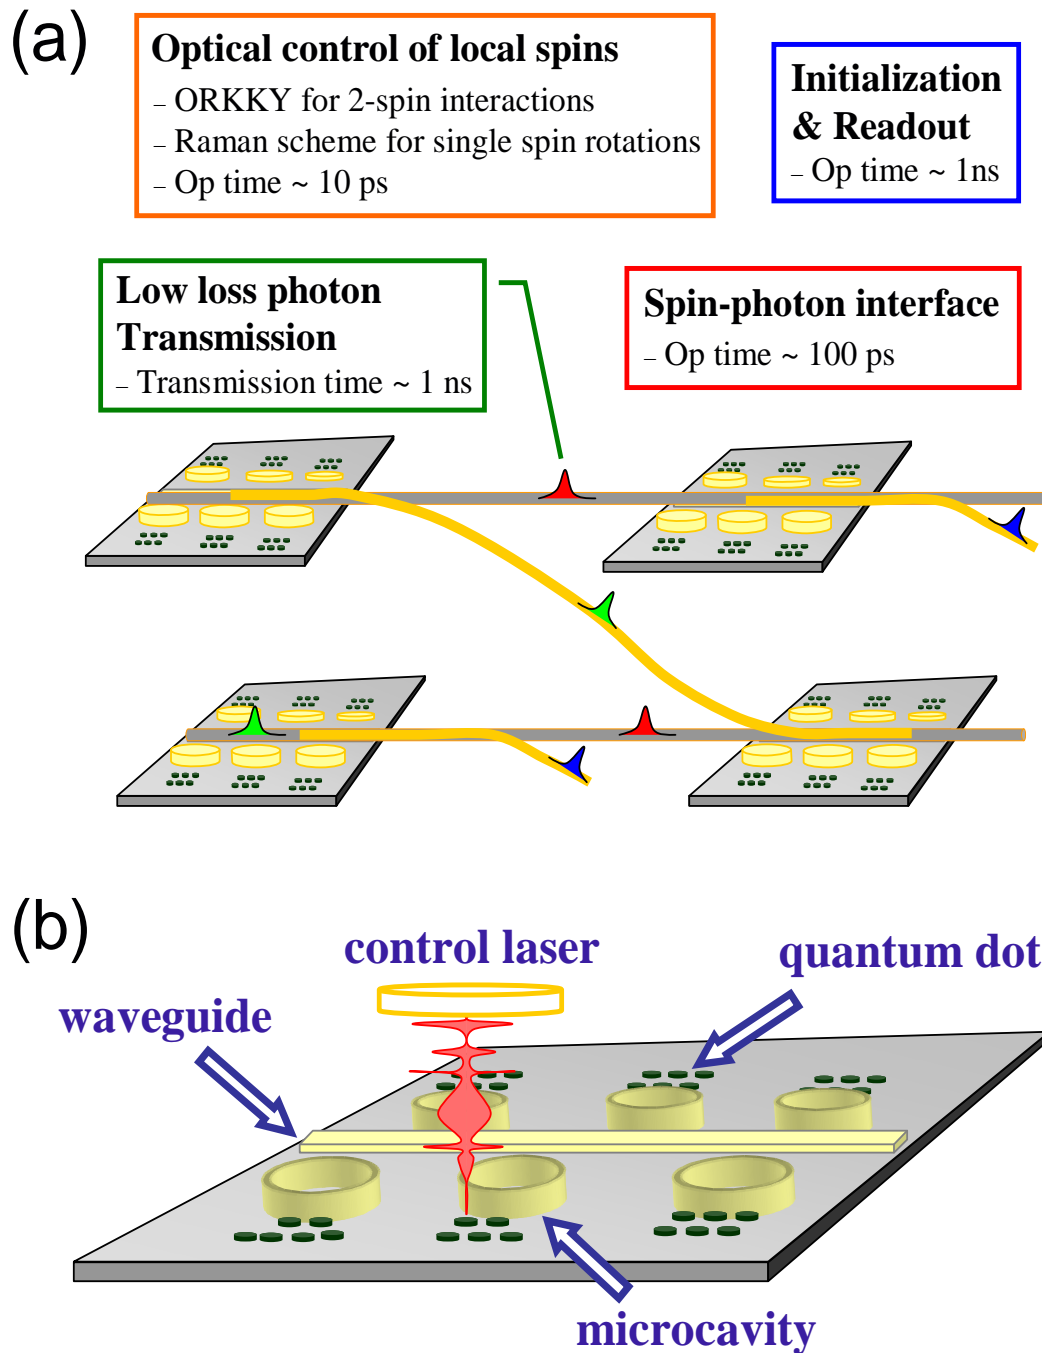 (a)
Optical control of local spins
– ORKKY for 2-spin interactions
– Raman scheme for single spin rotations
– Op time ~ 10 ps
Initialization
& Readout
– Op time ~ 1ns
Low loss photon
Transmission
– Transmission time ~ 1 ns
Spin-photon interface
– Op time ~ 100 ps
(b)
control laser
quantum dot
waveguide
microcavity